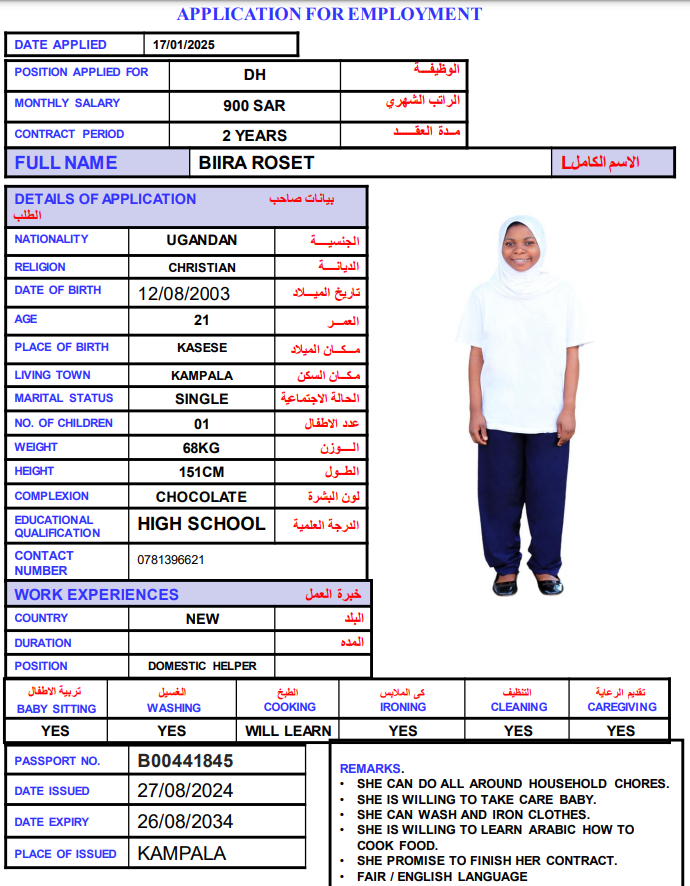 APPLICATION FOR EMPLOYMENT
DATE APPLIED 17/01/2025
POSITION APPLIED FOR DH الوظيفـــة
MONTHLY SALARY 900 SAR الراتب الشهري
CONTRACT PERIOD 2 YEARS مـدة العقــد
FULL NAME BIIRA ROSET الاسم الكاملL
DETAILS OF APPLICATION بيانات صاحب
الطلب
NATIONALITY UGANDAN الجنسيـــة
RELIGION CHRISTIAN الديانـــة
DATE OF BIRTH 12/08/2003 تاريخ الميــلاد
AGE 21 العمــر
PLACE OF BIRTH KASESE مـكـان الميلاد
LIVING TOWN KAMPALA مـكـان السكن
MARITAL STATUS SINGLE الحالة الاجتماعية
NO. OF CHILDREN 01 عدد الاطفال
WEIGHT 68KG الــوزن
HEIGHT 151CM الطــول
COMPLEXION CHOCOLATE لون البشرة
EDUCATIONAL QUALIFICATION HIGH SCHOOL الدرجة العلمية
CONTACT NUMBER 0781396621
WORK EXPERIENCES خبرة العمل
COUNTRY NEW البلد
DURATION المده
POSITION DOMESTIC HELPER
تربية الاطفال الغسيل الطبخ كى الملابس التنظيف تقديم الرعاية
BABY SITTING WASHING COOKING IRONING CLEANING CAREGIVING
YES YES WILL LEARN YES YES YES
PASSPORT NO. B00441845
DATE ISSUED 27/08/2024
DATE EXPIRY 26/08/2034
PLACE OF ISSUED KAMPALA
REMARKS.
• SHE CAN DO ALL AROUND HOUSEHOLD CHORES.
• SHE IS WILLING TO TAKE CARE BABY.
• SHE CAN WASH AND IRON CLOTHES.
• SHE IS WILLING TO LEARN ARABIC HOW TO
COOK FOOD.
• SHE PROMISE TO FINISH HER CONTRACT.
• FAIR / ENGLISH LANGUAGE